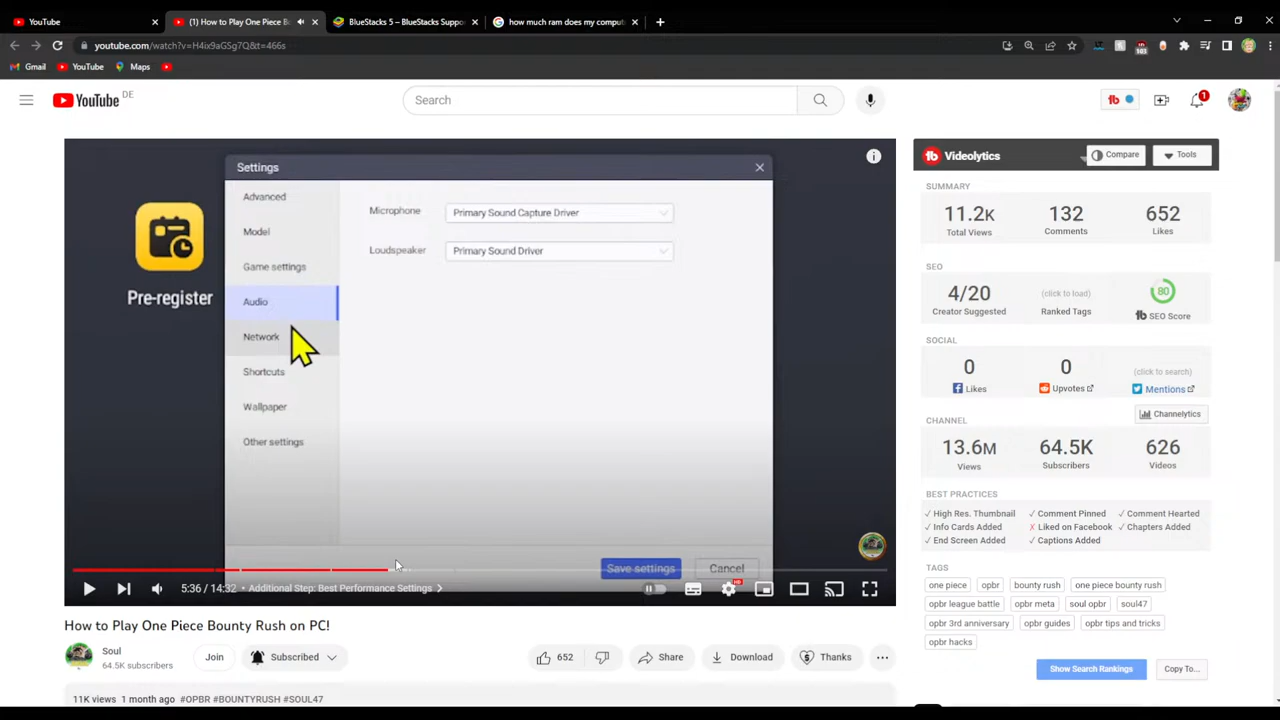 YouTube
(1) How to Play One Piece B
BlueStacks 5 – BlueStacks Suppo
how much ram does my comput
youtube.com/watch?v=H4ix9aG5g7Q&t=466s
103
Gmail
YouTube
Maps
YouTube DE
Search
1
Settings
Advanced
Model
Game settings
Audio
Network
Shortcuts
Wallpaper
Other settings
Microphone
Primary Sound Capture Driver
Loudspeaker
Primary Sound Driver
Pre-register
Save settings
Cancel
5:36 / 14:32 • Additional Step: Best Performance Settings
HD
How to Play One Piece Bounty Rush on PC!
Soul
64.5K subscribers
Join
Subscribed
652
Share
Download
Thanks
11K views 1 month ago #OPBR #BOUNTYRUSH #SOUL47
tb
Videolytics
Compare
Tools
SUMMARY
11.2K 132 652
Total Views Comments Likes
SEO
4/20 (click to load) 80
Creator Suggested Ranked Tags tb SEO Score
SOCIAL
0 0 (click to search)
Likes Upvotes Mentions
Channelytics
CHANNEL
13.6M 64.5K 626
Views Subscribers Videos
BEST PRACTICES
✓ High Res. Thumbnail ✓ Comment Pinned ✓ Comment Hearted
✓ Info Cards Added ✗ Liked on Facebook ✓ Chapters Added
✓ End Screen Added ✓ Captions Added
TAGS
one piece opbr bounty rush one piece bounty rush
opbr league battle opbr meta soul opbr soul47
opbr 3rd anniversary opbr guides opbr tips and tricks
opbr hacks
Show Search Rankings
Copy To...